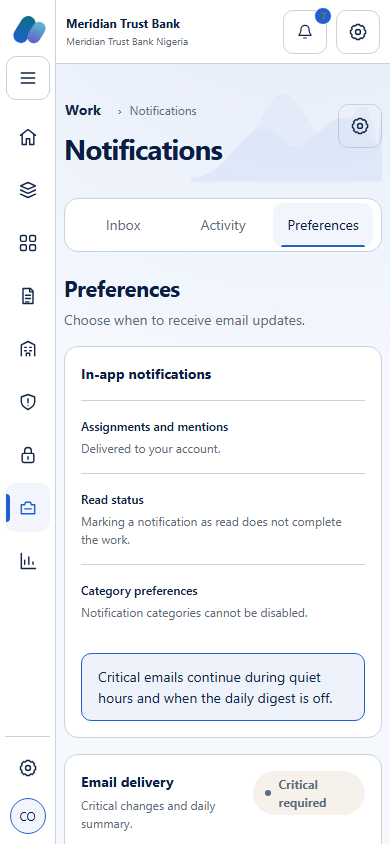 Meridian Trust Bank
Meridian Trust Bank Nigeria
Work › Notifications
Notifications
Inbox Activity Preferences
Preferences
Choose when to receive email updates.
In-app notifications
Assignments and mentions
Delivered to your account.
Read status
Marking a notification as read does not complete
the work.
Category preferences
Notification categories cannot be disabled.
Critical emails continue during quiet
hours and when the daily digest is off.
Email delivery
Critical changes and daily
summary.
Critical
required
CO